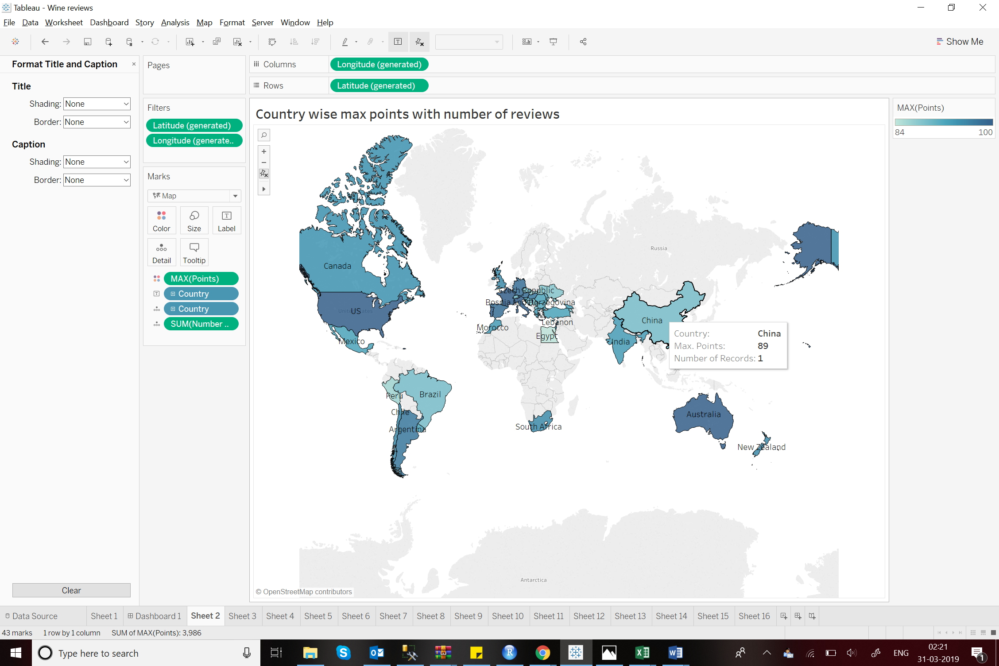 Tableau - Wine reviews
File Data Worksheet Dashboard Story Analysis Map Format Server Window Help
Show Me
Format Title and Caption
Title
Shading: None
Border: None
Caption
Shading: None
Border: None
Clear
Pages
Filters
Latitude (generated)
Longitude (generate..
Marks
Map
Color Size Label
Detail Tooltip
MAX(Points)
Country
Country
SUM(Number ..
Columns Longitude (generated)
Rows Latitude (generated)
Country wise max points with number of reviews
Russia
Canada
Czech Republic
Bosnia and Herzegovina
United States
US
China
Lebanon
Morocco
Egypt
Mexico
India
Country: China
Max. Points: 89
Number of Records: 1
Peru
Brazil
Chile
Argentina
South Africa
Australia
New Zealand
Antarctica
© OpenStreetMap contributors
MAX(Points)
84 100
Data Source Sheet 1 Dashboard 1 Sheet 2 Sheet 3 Sheet 4 Sheet 5 Sheet 6 Sheet 7 Sheet 8 Sheet 9 Sheet 10 Sheet 11 Sheet 12 Sheet 13 Sheet 14 Sheet 15 Sheet 16
43 marks 1 row by 1 column SUM of MAX(Points): 3,986
Type here to search
ENG
02:21
31-03-2019
1